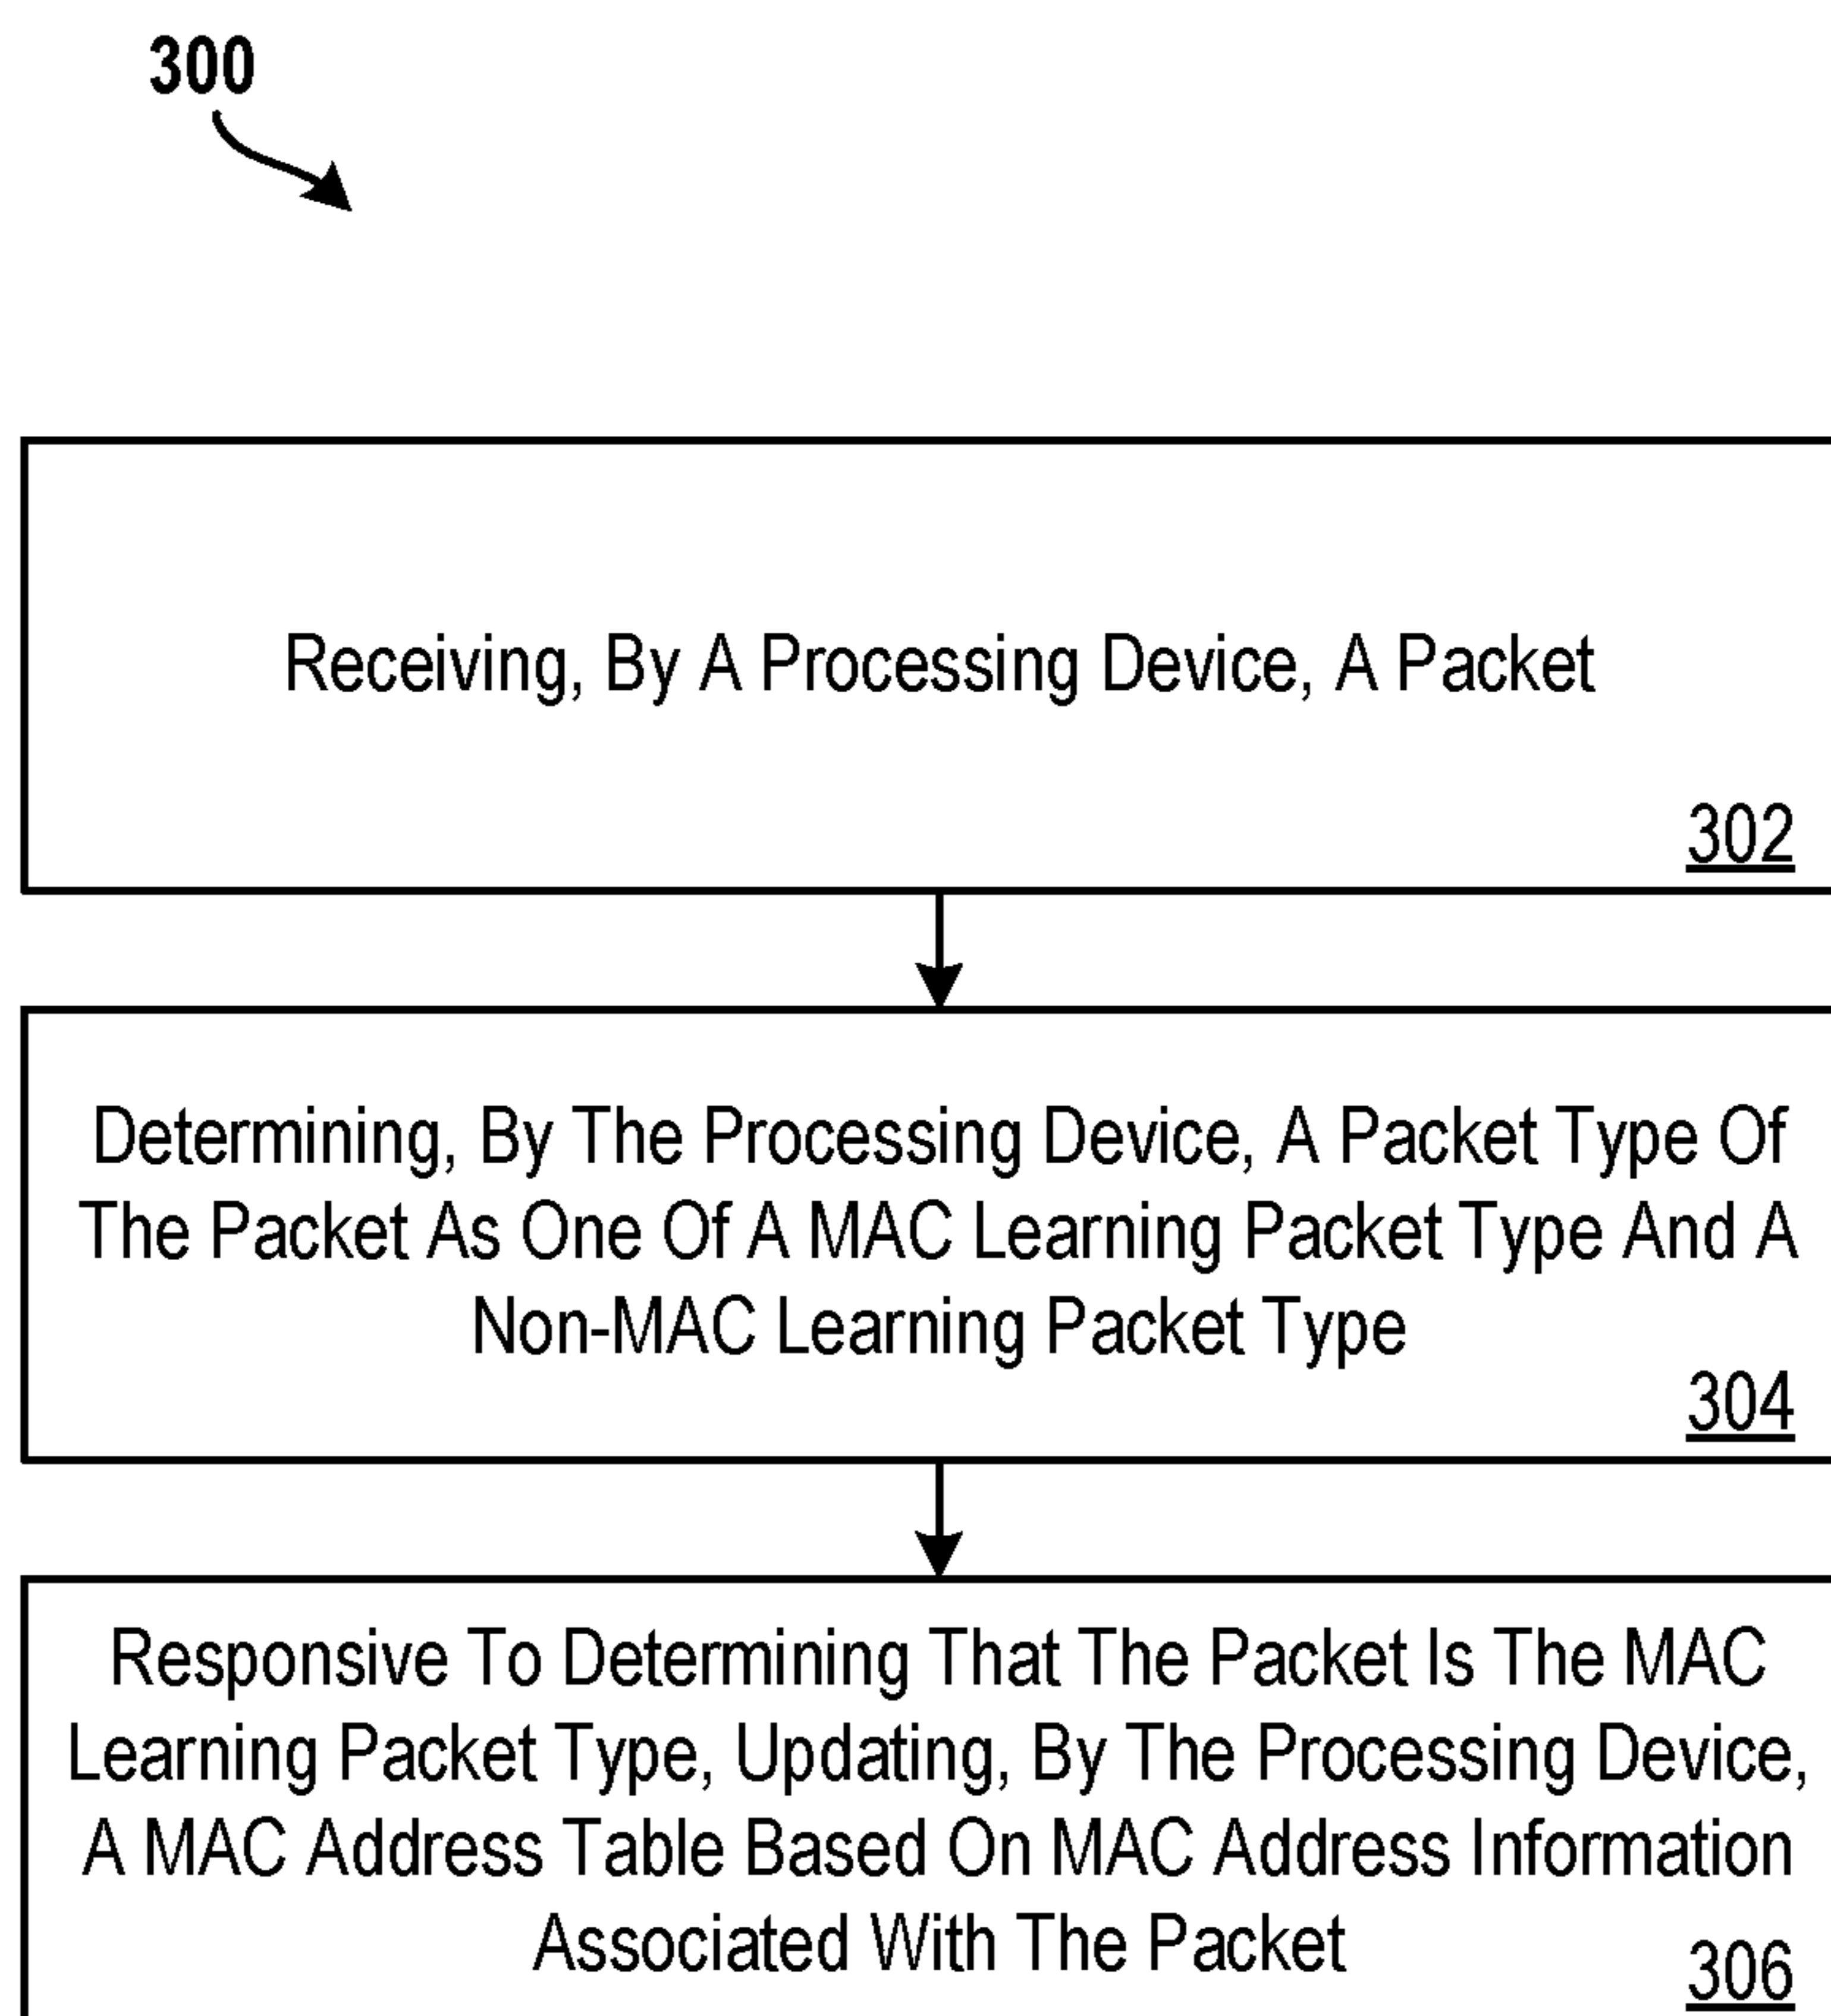 300
Receiving, By A Processing Device, A Packet
302
Determining, By The Processing Device, A Packet Type Of
The Packet As One Of A MAC Learning Packet Type And A
Non-MAC Learning Packet Type
304
Responsive To Determining That The Packet Is The MAC
Learning Packet Type, Updating, By The Processing Device,
A MAC Address Table Based On MAC Address Information
Associated With The Packet
306